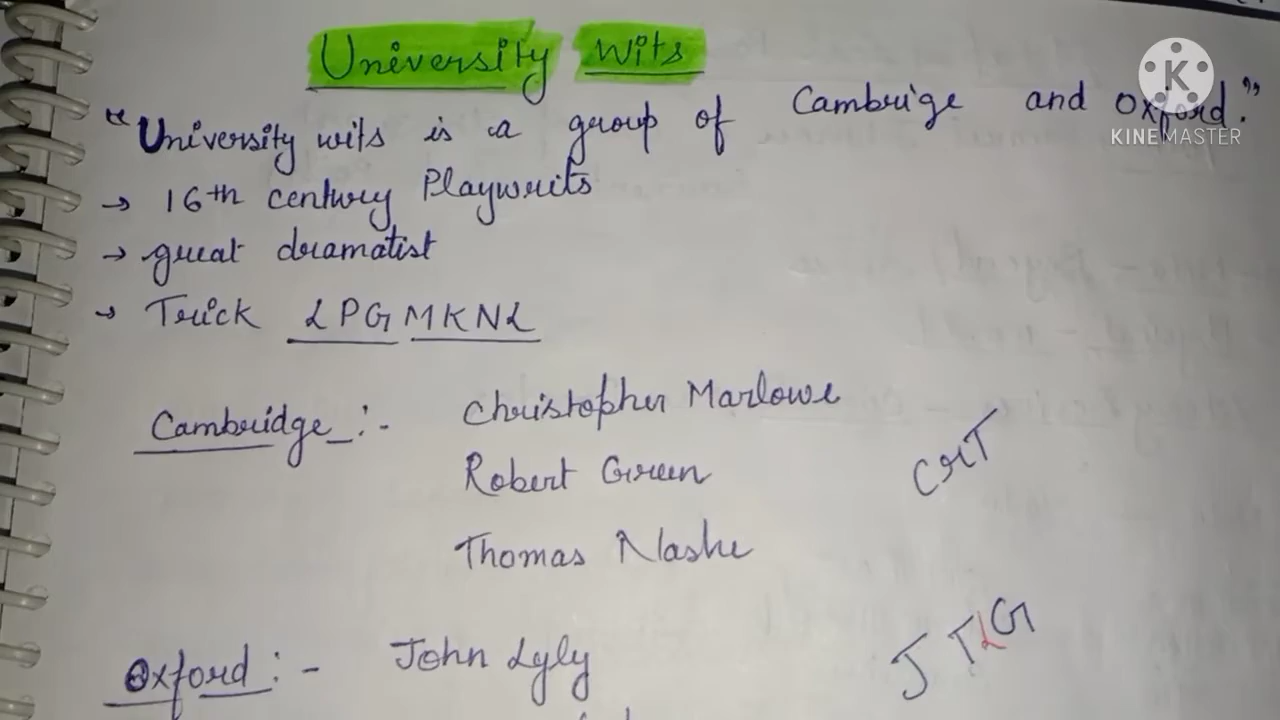 University Wits
"University wits is a group of Cambrige and Oxford."
K
KINEMASTER
→ 16th century Playwrits
→ great dramatist
→ Trick LPGMKNL
Cambridge :- Christopher Marlowe
Robert Green
CRT
Thomas Nashe
JTLG
Oxford :- John Lyly